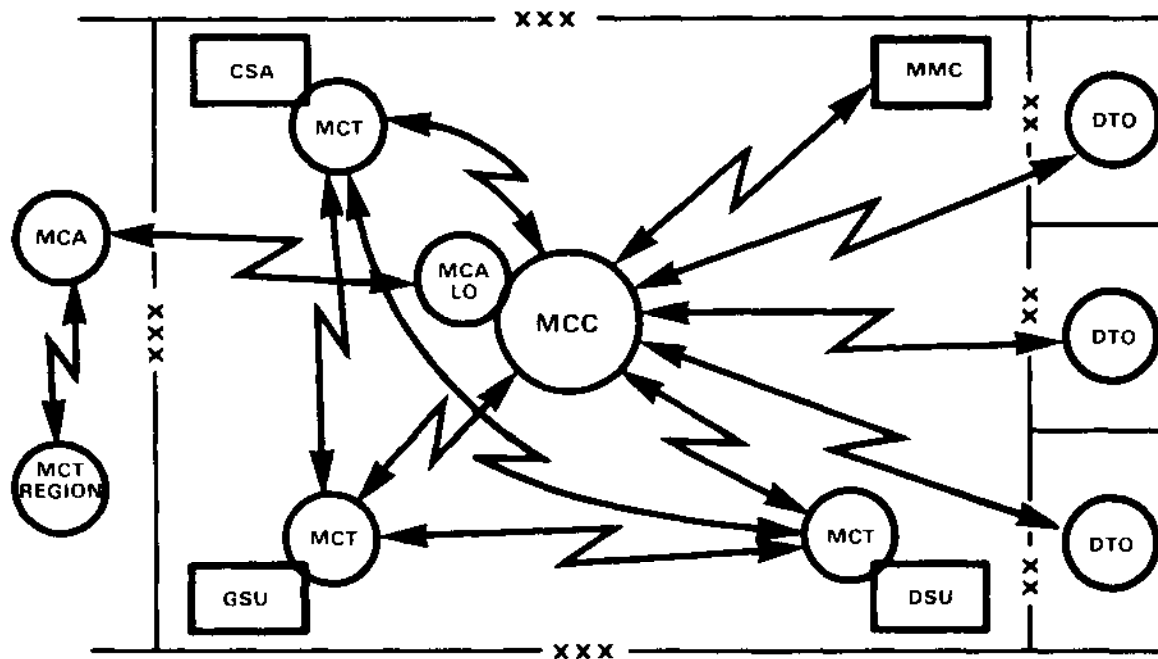 XXX
CSA
MMC
MCT
XX
DTO
MCA
MCA
LO
MCC
XXX
XX
DTO
MCT
REGION
MCT
MCT
DTO
XX
GSU
DSU
XXX